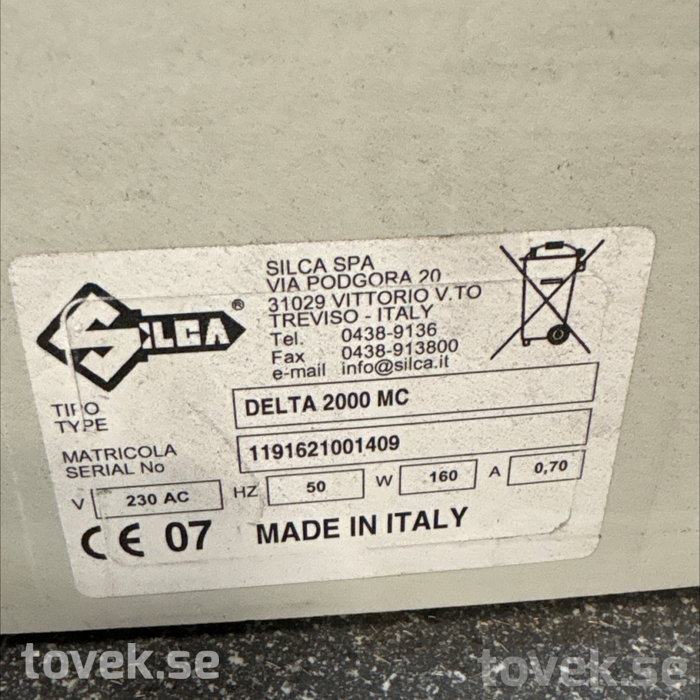 SILCA®
SILCA SPA
VIA PODGORA 20
31029 VITTORIO V.TO
TREVISO - ITALY
Tel. 0438-9136
Fax 0438-913800
e-mail info@silca.it
TIPO
TYPE
DELTA 2000 MC
MATRICOLA
SERIAL No
1191621001409
V 230 AC HZ 50 W 160 A 0,70
CE 07 MADE IN ITALY
tovek.se
tovek.se